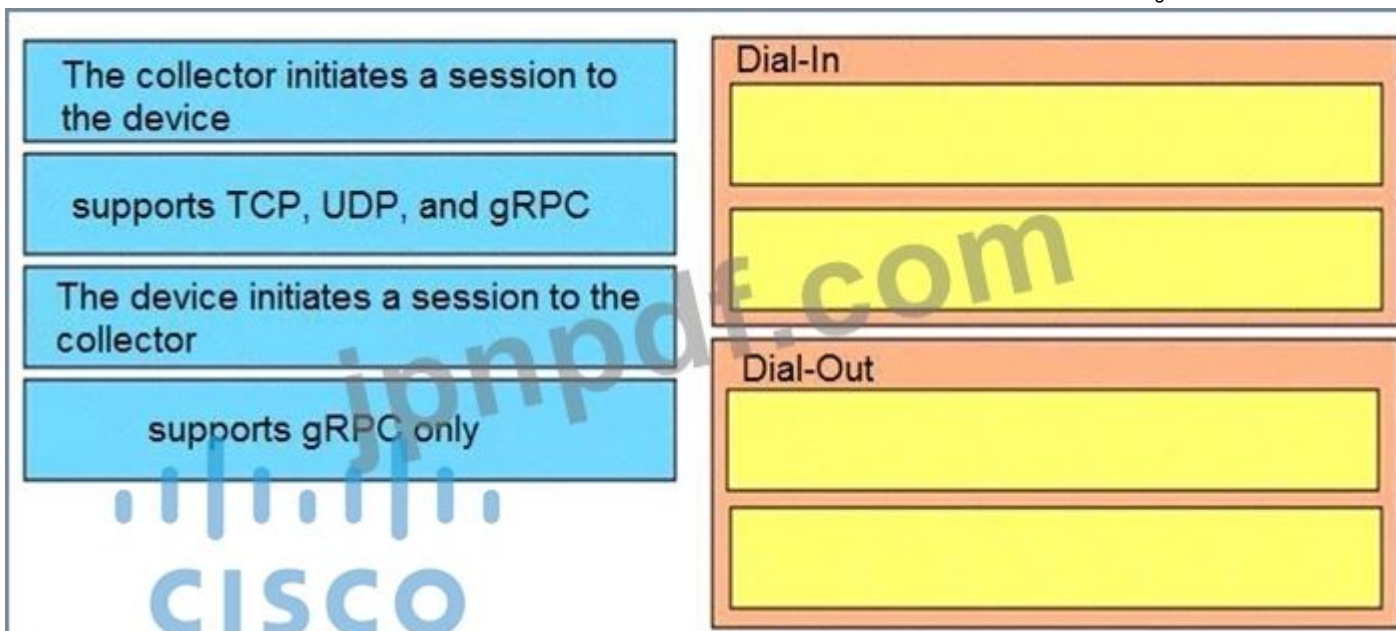 The collector initiates a session to
the device
supports TCP, UDP, and gRPC
The device initiates a session to the
collector
supports gRPC only
Dial-In
Dial-Out
jpnpdf.com
CISCO